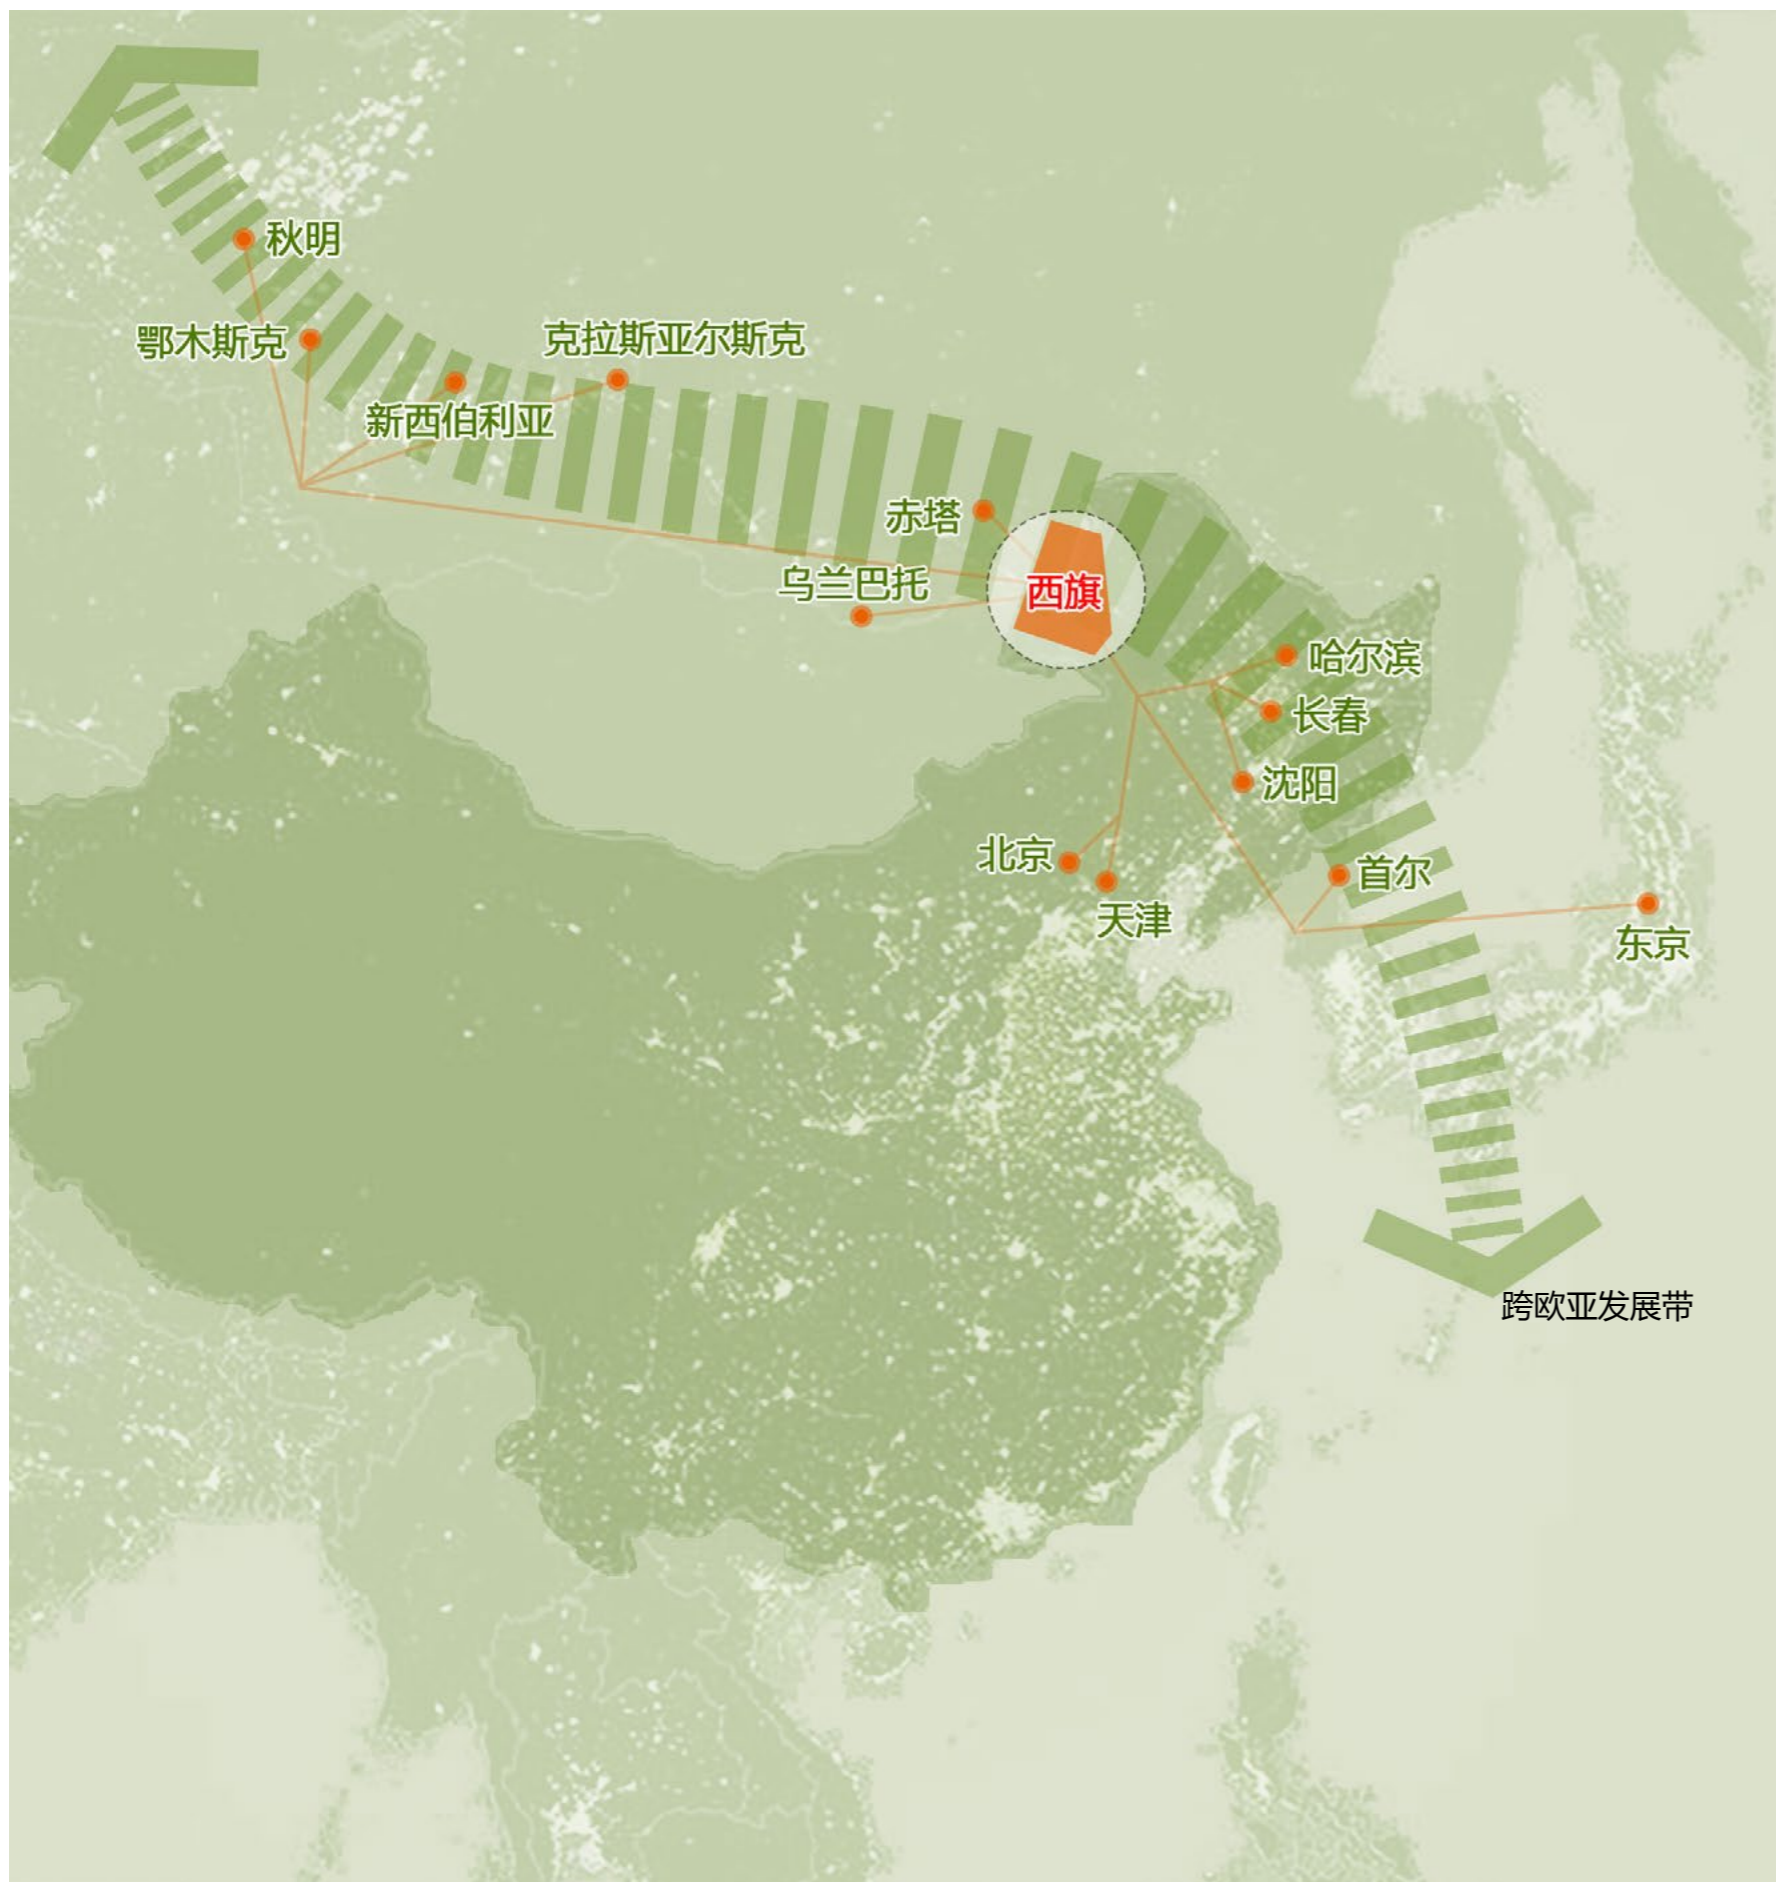 秋明
鄂木斯克
克拉斯亚尔斯克
新西伯利亚
赤塔
乌兰巴托
西旗
哈尔滨
长春
沈阳
北京
首尔
天津
东京
跨欧亚发展带